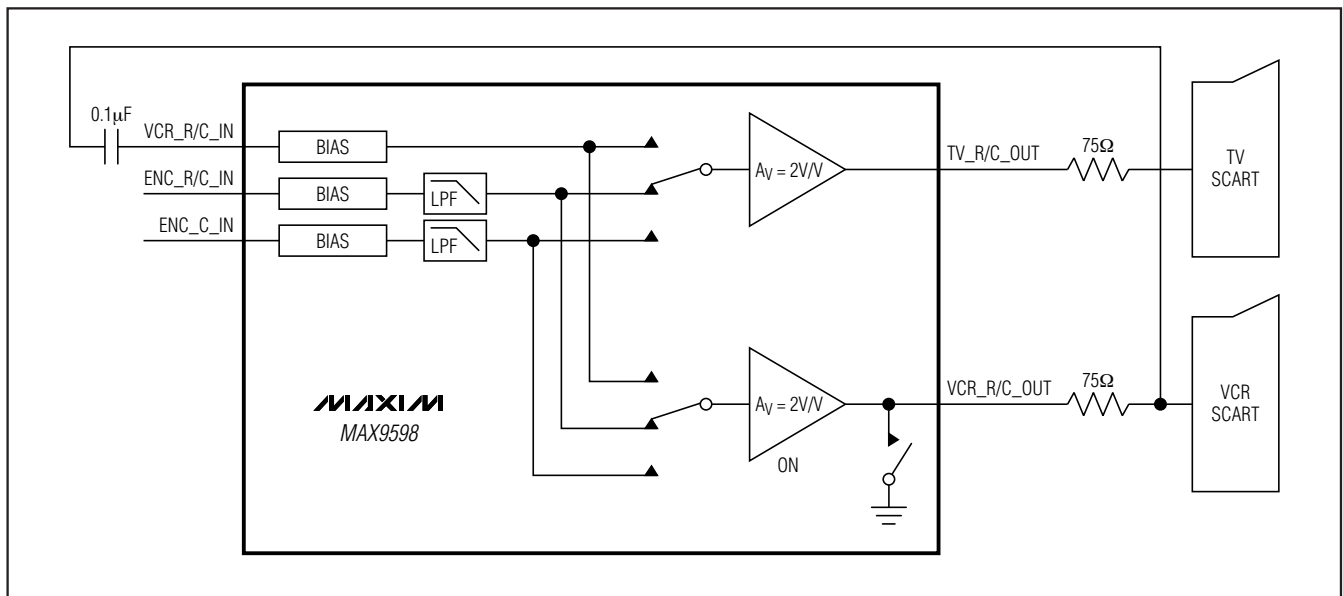 0.1µF
VCR_R/C_IN
BIAS
ENC_R/C_IN
BIAS
LPF
ENC_C_IN
BIAS
LPF
AV = 2V/V
TV_R/C_OUT
75Ω
TV
SCART
MAXIM
MAX9598
AV = 2V/V
ON
VCR_R/C_OUT
75Ω
VCR
SCART